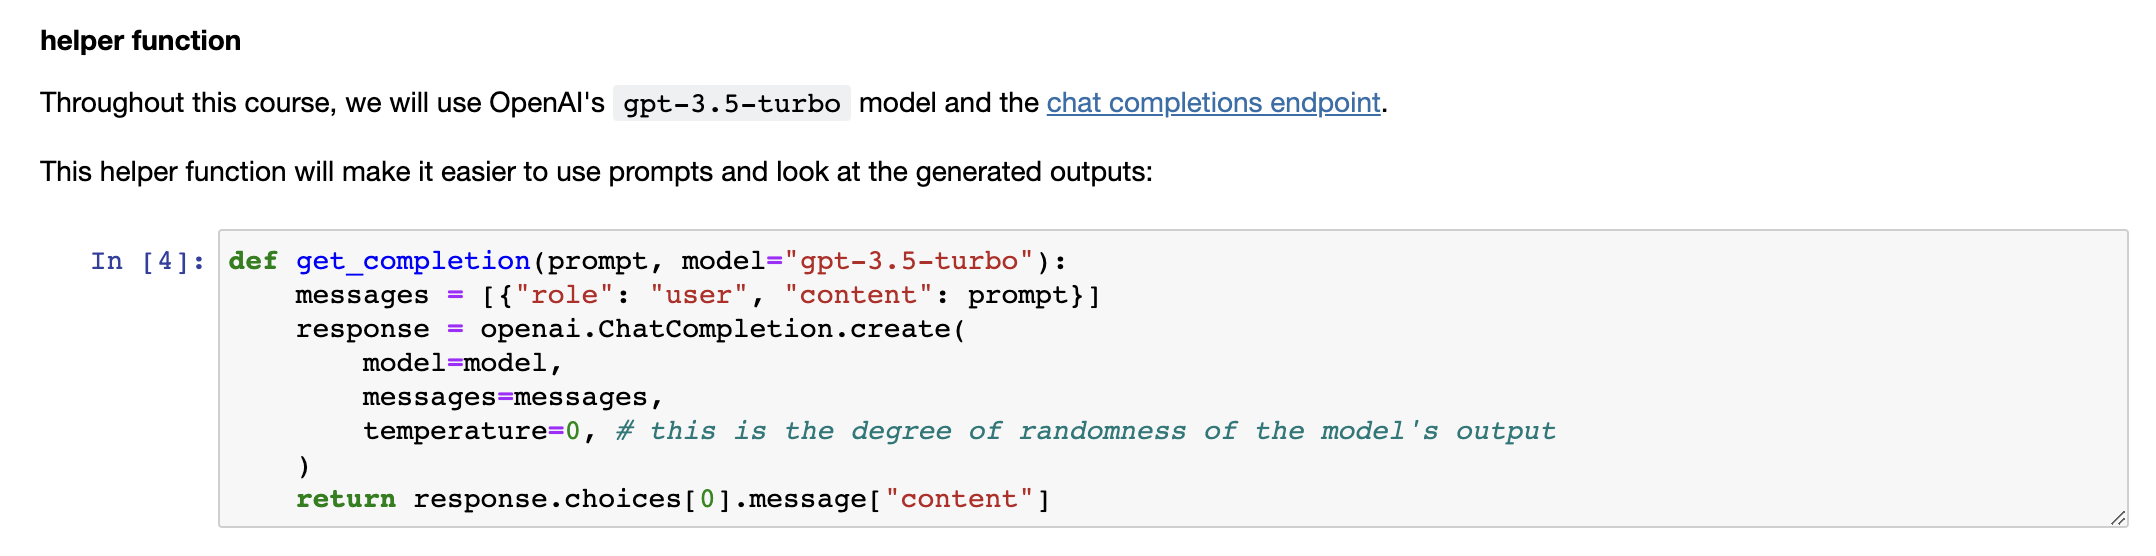 helper function
Throughout this course, we will use OpenAI's gpt-3.5-turbo model and the chat completions endpoint.
This helper function will make it easier to use prompts and look at the generated outputs:
In [4]: def get_completion(prompt, model="gpt-3.5-turbo"):
    messages = [{"role": "user", "content": prompt}]
    response = openai.ChatCompletion.create(
        model=model,
        messages=messages,
        temperature=0, # this is the degree of randomness of the model's output
    )
    return response.choices[0].message["content"]